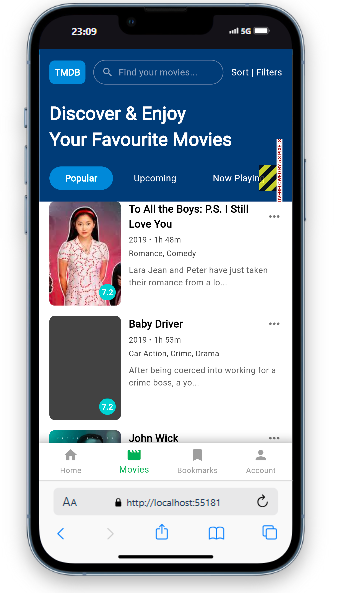 23:09
5G
TMDB
Find your movies...
Sort | Filters
Discover & Enjoy
Your Favourite Movies
Popular
Upcoming
Now Playin
To All the Boys: P.S. I Still
Love You
2019 • 1h 48m
Romance, Comedy
Lara Jean and Peter have just taken
their romance from a lo..
7.2
Baby Driver
2019 • 1h 53m
Car Action, Crime, Drama
After being coerced into working for a
crime boss, a yo..
7.2
John Wick
Home
Movies
Bookmarks
Account
AA
http://localhost:55181